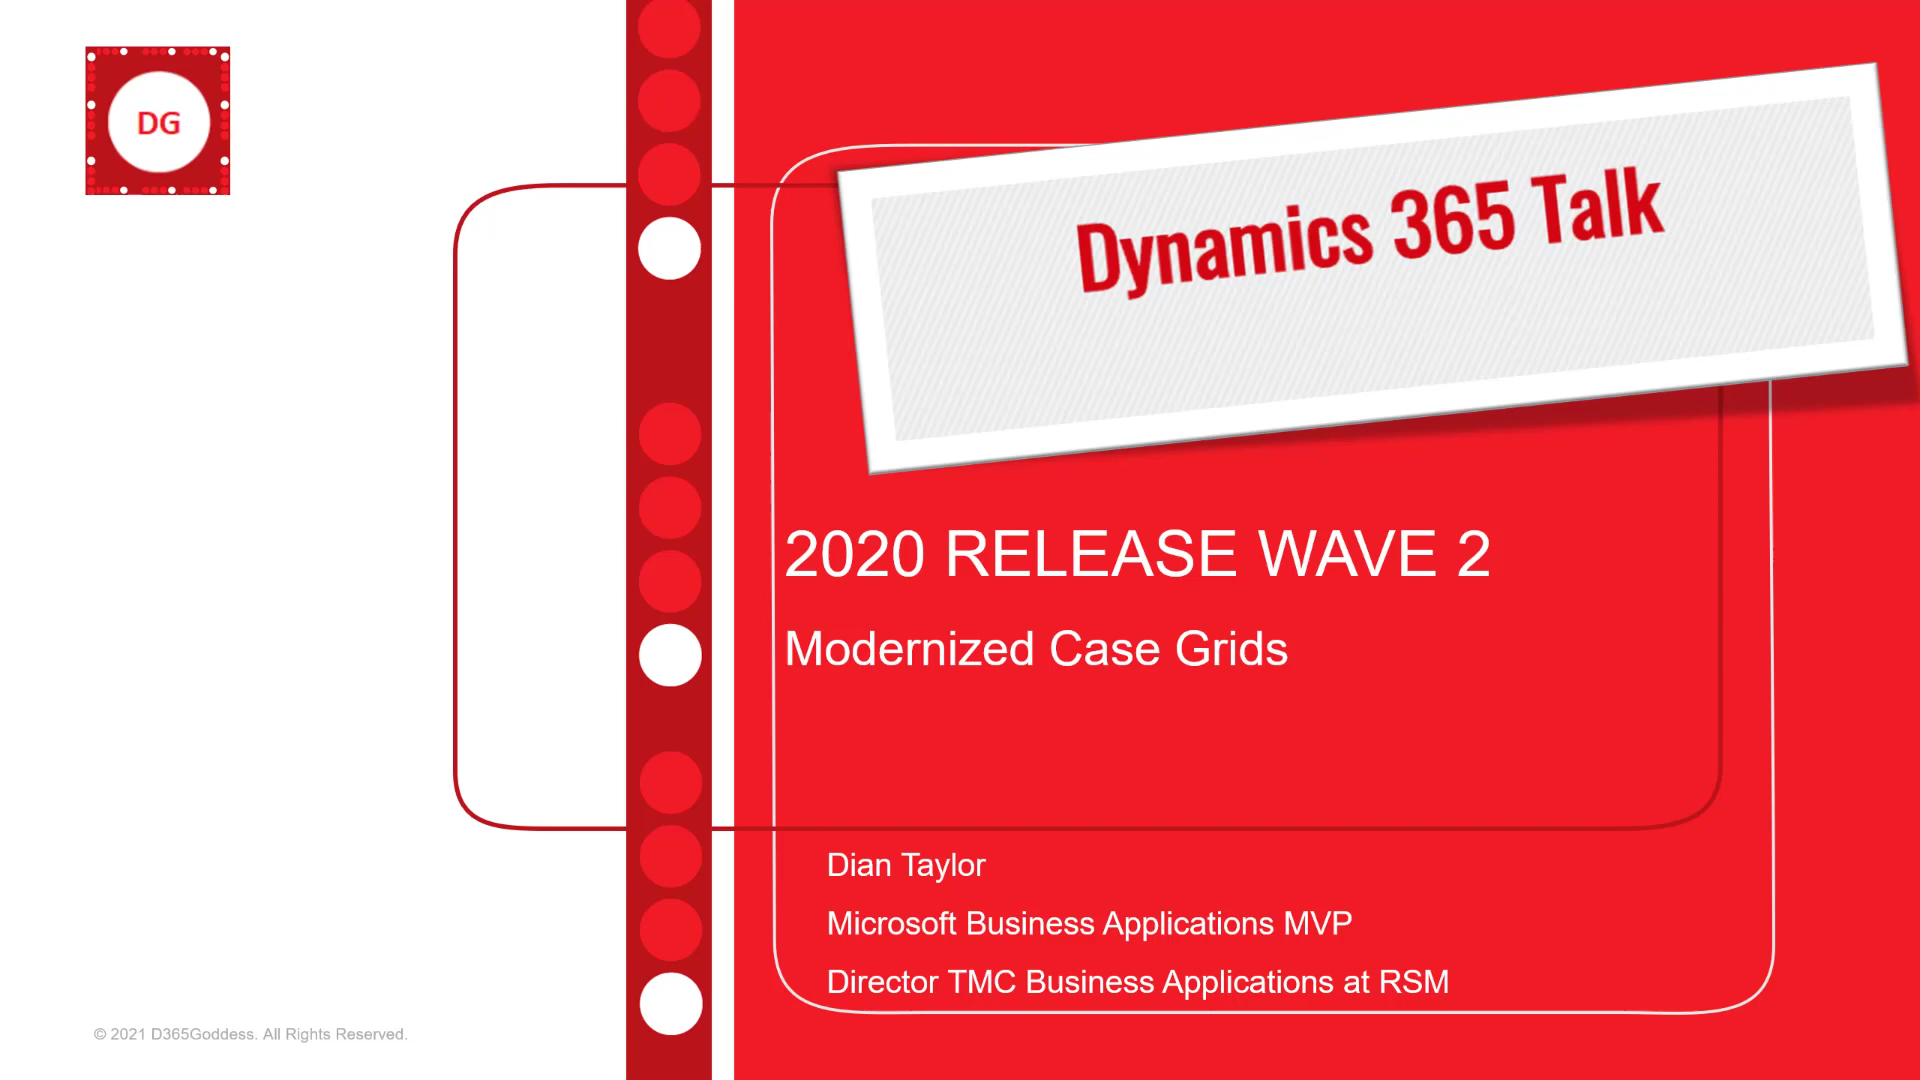 DG
Dynamics 365 Talk
2020 RELEASE WAVE 2
Modernized Case Grids
Dian Taylor
Microsoft Business Applications MVP
Director TMC Business Applications at RSM
© 2021 D365Goddess. All Rights Reserved.